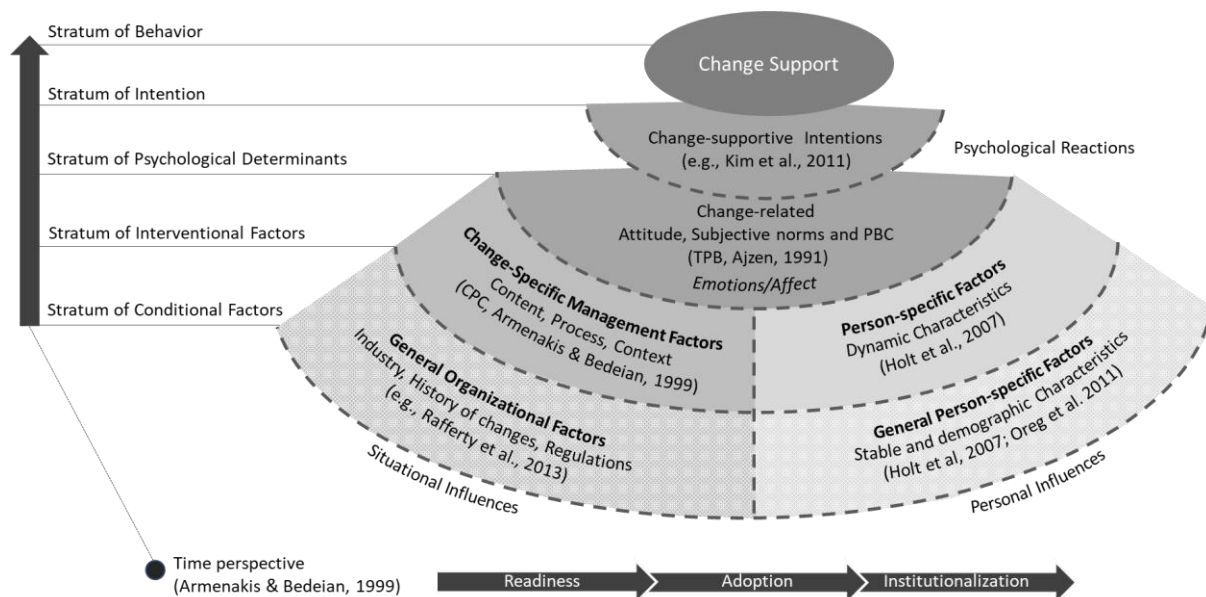 Stratum of Behavior
Stratum of Intention
Stratum of Psychological Determinants
Stratum of Interventional Factors
Stratum of Conditional Factors
Change Support
Change-supportive Intentions
(e.g., Kim et al., 2011)
Psychological Reactions
Change-related
Attitude, Subjective norms and PBC
(TPB, Ajzen, 1991)
Emotions/Affect
Change-Specific Management Factors
Content, Process, Context
(CPC, Armenakis & Bedeian, 1999)
Person-specific Factors
Dynamic Characteristics
(Holt et al., 2007)
General Organizational Factors
Industry, History of changes, Regulations
(e.g., Rafferty et al., 2013)
Situational Influences
General Person-specific Factors
Stable and demographic Characteristics
(Holt et al, 2007; Oreg et al. 2011)
Personal Influences
Time perspective
(Armenakis & Bedeian, 1999)
Readiness
Adoption
Institutionalization